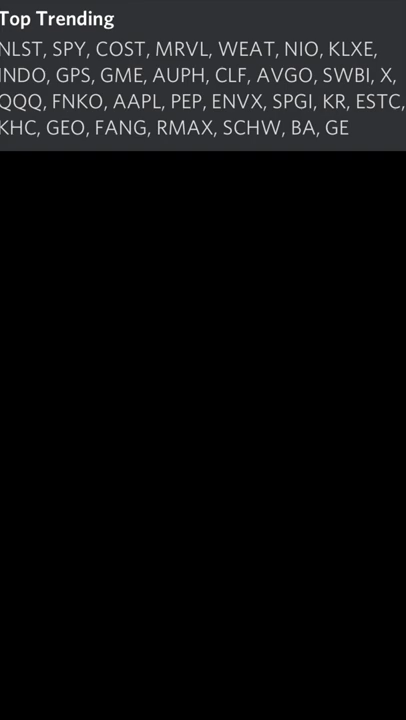 Top Trending
NLST, SPY, COST, MRVL, WEAT, NIO, KLXE,
INDO, GPS, GME, AUPH, CLF, AVGO, SWBI, X,
QQQ, FNKO, AAPL, PEP, ENVX, SPGI, KR, ESTC,
KHC, GEO, FANG, RMAX, SCHW, BA, GE